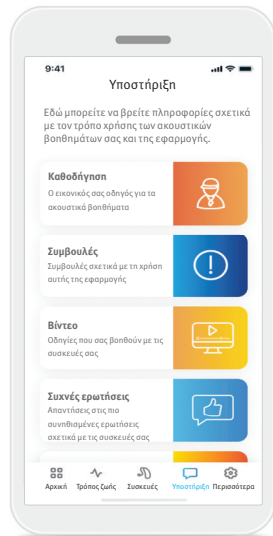 9:41
Υποστήριξη
Εδώ μπορείτε να βρείτε πληροφορίες σχετικά
με τον τρόπο χρήσης των ακουστικών
βοηθημάτων σας και της εφαρμογής.
Καθοδήγηση
Ο εικονικός σας οδηγός για τα
ακουστικά βοηθήματα
Συμβουλές
Συμβουλές σχετικά με τη χρήση
αυτής της εφαρμογής
Βίντεο
Οδηγίες που σας βοηθούν με τις
συσκευές σας
Συχνές ερωτήσεις
Απαντήσεις στις πιο
συνηθισμένες ερωτήσεις
σχετικά με τις συσκευές σας
Αρχική Τρόπος ζωής Συσκευές Υποστήριξη Περισσότερα